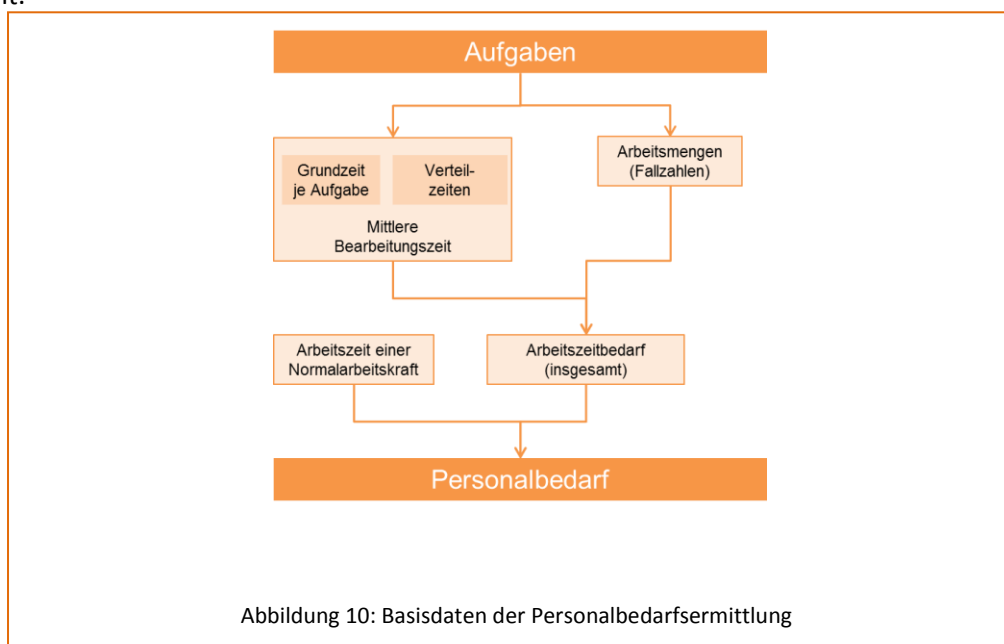 Aufgaben
Grundzeit
je Aufgabe
Verteil-
zeiten
Mittlere
Bearbeitungszeit
Arbeitsmengen
(Fallzahlen)
Arbeitszeit einer
Normalarbeitskraft
Arbeitszeitbedarf
(insgesamt)
Personalbedarf
Abbildung 10: Basisdaten der Personalbedarfsermittlung